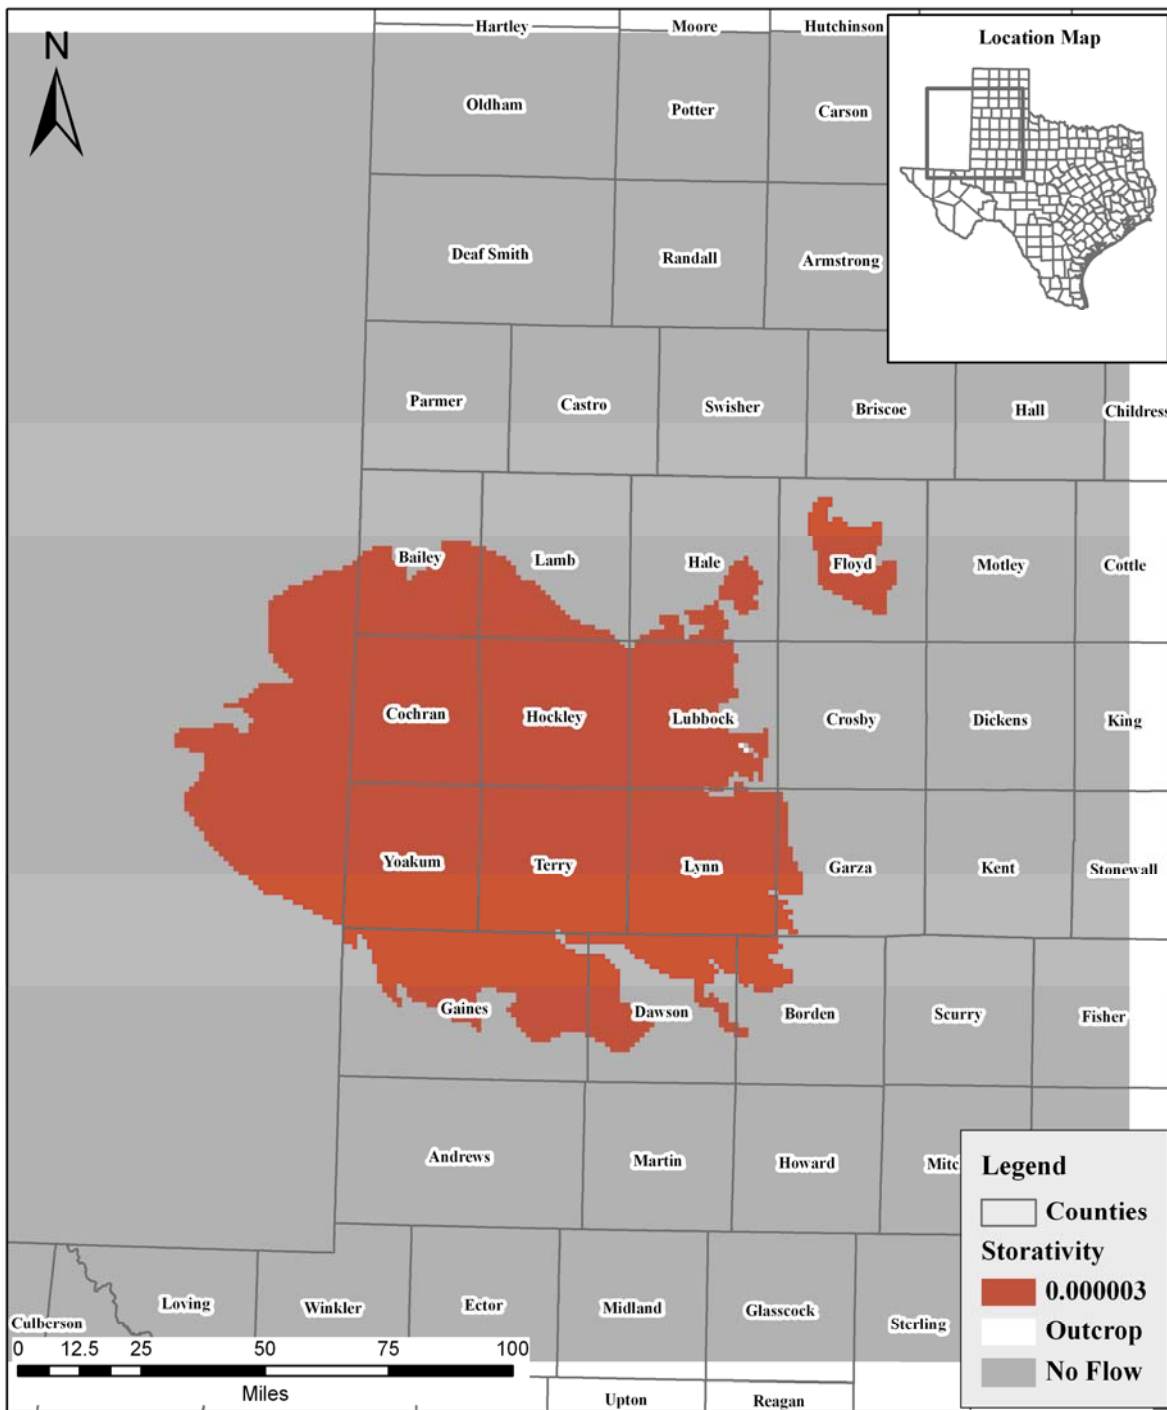 Hartley Moore Hutchinson
Location Map
N
Oldham Potter Carson
Deaf Smith Randall Armstrong
Parmer Castro Swisher Briscoe Hall Childress
Bailey Lamb Hale Floyd Motley Cottle
Cochran Hockley Lubbock Crosby Dickens King
Yoakum Terry Lynn Garza Kent Stonewall
Gaines Dawson Borden Scurry Fisher
Andrews Martin Howard Mitc
Legend
Counties
Storativity
0.000003
Outcrop
No Flow
Culberson Loving Winkler Ector Midland Glasscock Sterling
0 12.5 25 50 75 100
Miles
Upton Reagan